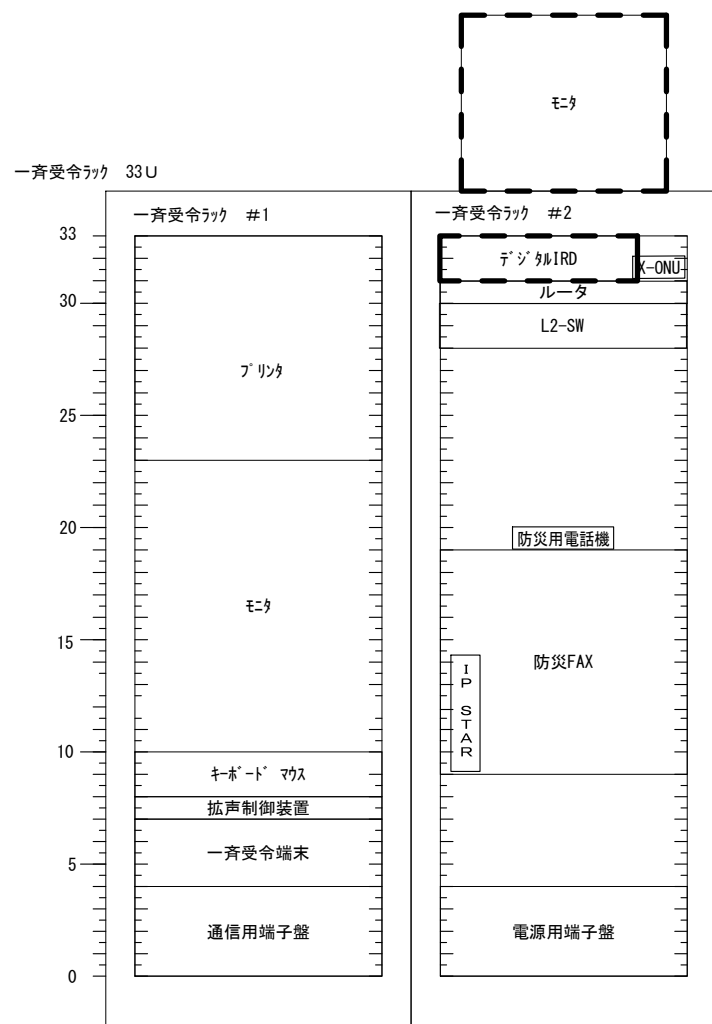 ﾓﾆﾀ
一斉受令ﾗｯｸ 33U
一斉受令ﾗｯｸ #1
一斉受令ﾗｯｸ #2
33
ﾃﾞｼﾞﾀﾙIRD
X-ONU
ルータ
30
L2-SW
ﾌﾟﾘﾝﾀ
25
20
防災用電話機
ﾓﾆﾀ
15
防災FAX
IP STAR
10
ｷｰﾎﾞｰﾄﾞ ﾏｳｽ
拡声制御装置
一斉受令端末
5
通信用端子盤
電源用端子盤
0